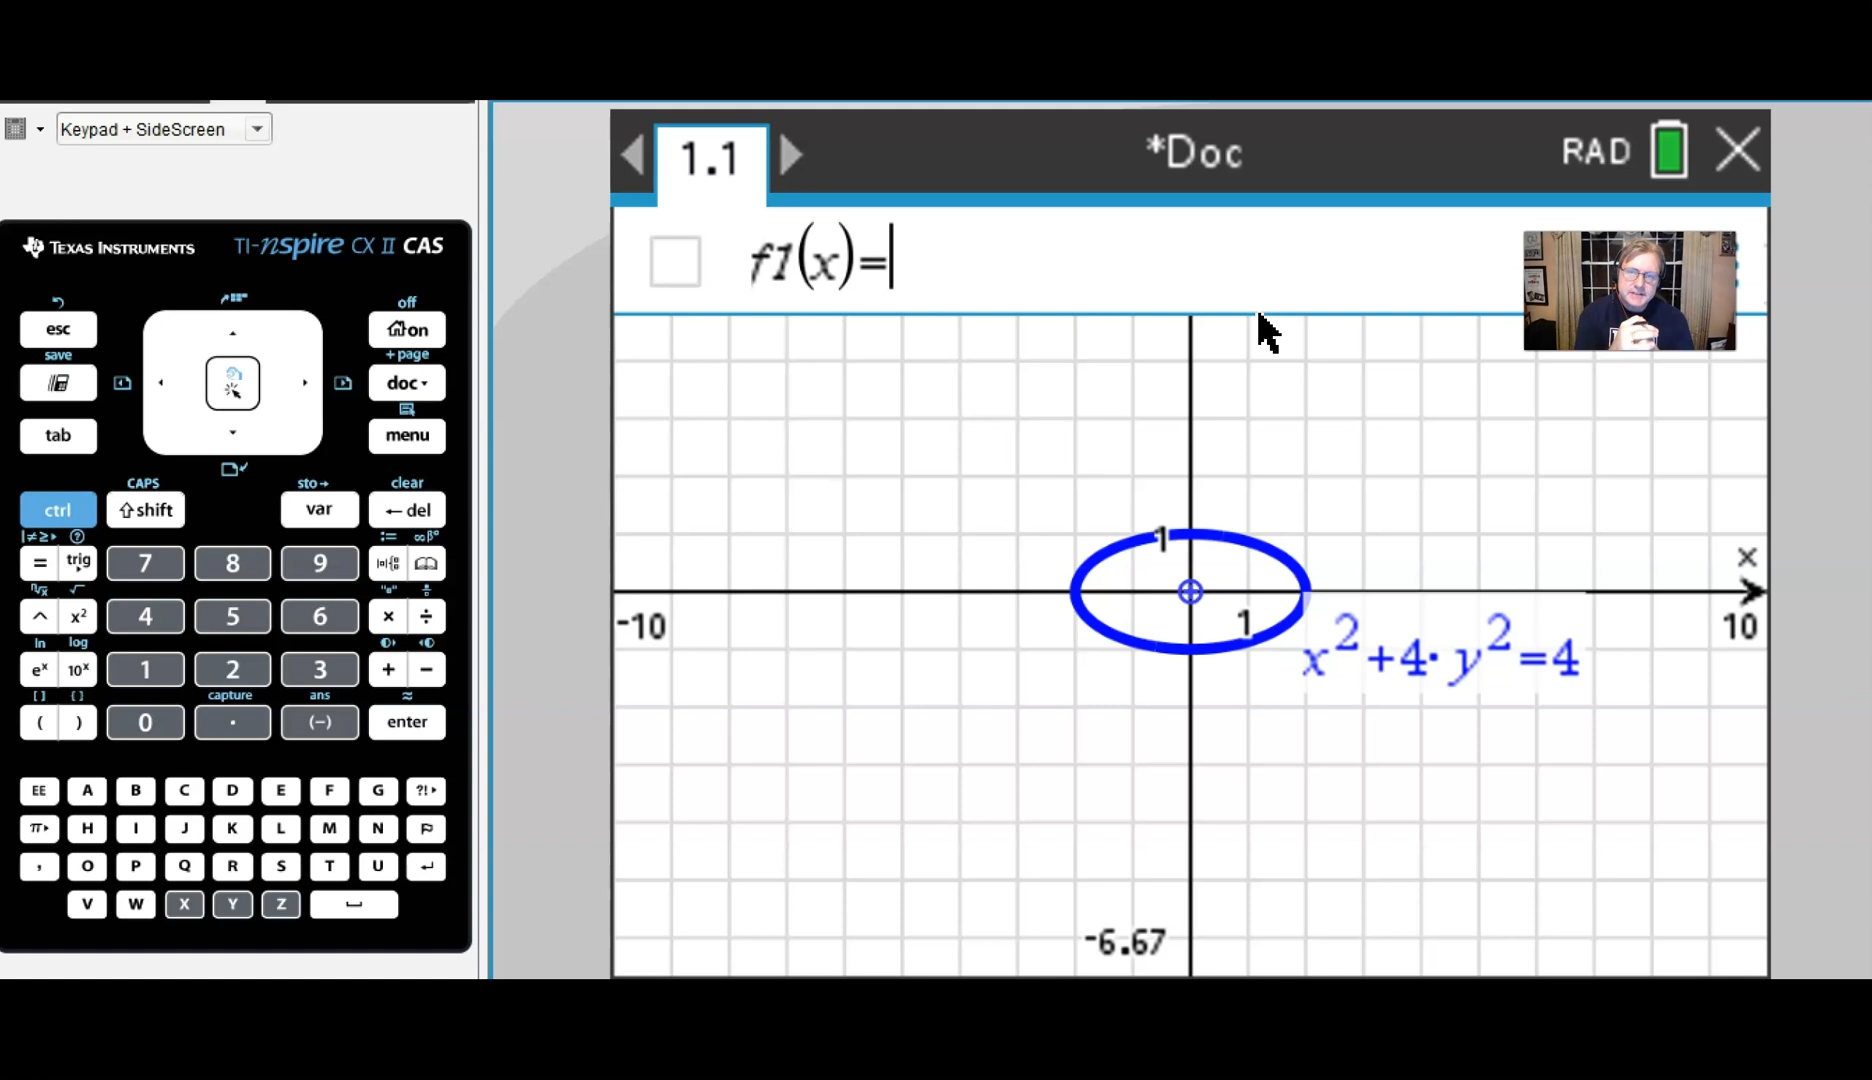 Keypad + SideScreen
TEXAS INSTRUMENTS TI-nspire CX II CAS
off
esc on
save + page
doc
tab menu
CAPS sto→ clear
ctrl shift var ← del
|≠≥▸ ? := ∞β°
= trig 7 8 9
ⁿ√x √
^ x² 4 5 6 × ÷
ln log
eˣ 10ˣ 1 2 3 + −
[ ] { } capture ans ≈
( ) 0 . (−) enter
EE A B C D E F G ?!▸
π▸ H I J K L M N
, O P Q R S T U ↵
V W X Y Z
1.1 *Doc RAD
f1(x)=
1
x
-10 1 10
x²+4·y²=4
-6.67